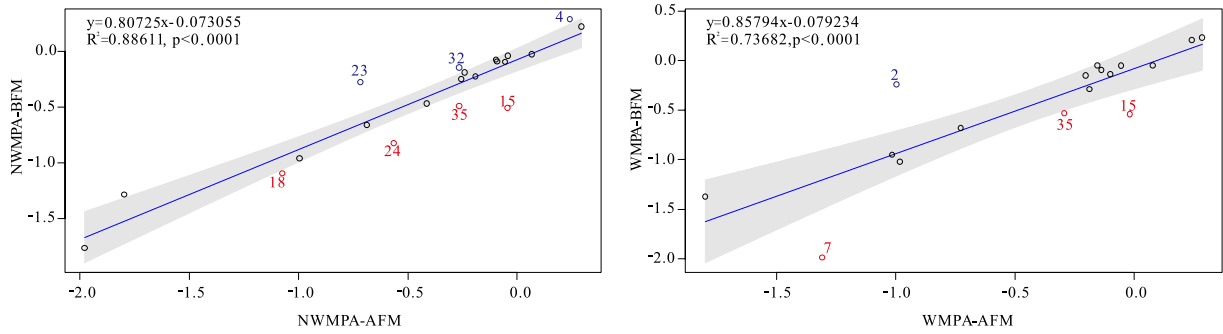 y=0.80725x-0.073055
R²=0.88611, p<0.0001
4
32
23
35
15
24
18
0.0
−0.5
−1.0
−1.5
NWMPA-BFM
−2.0 −1.0 −0.5 0.0
NWMPA-AFM
y=0.85794x-0.079234
R²=0.73682,p<0.0001
2
35
15
7
0.5
0.0
−0.5
−1.0
−1.5
−2.0
WMPA-BFM
−1.5 −1.0 −0.5 0.0
WMPA-AFM